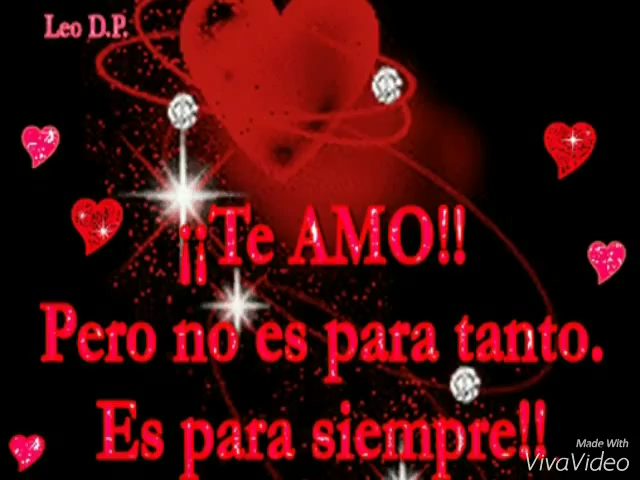 Leo D.P.
¡¡Te AMO!!
Pero no es para tanto.
Es para siempre!!
Made With
VivaVideo